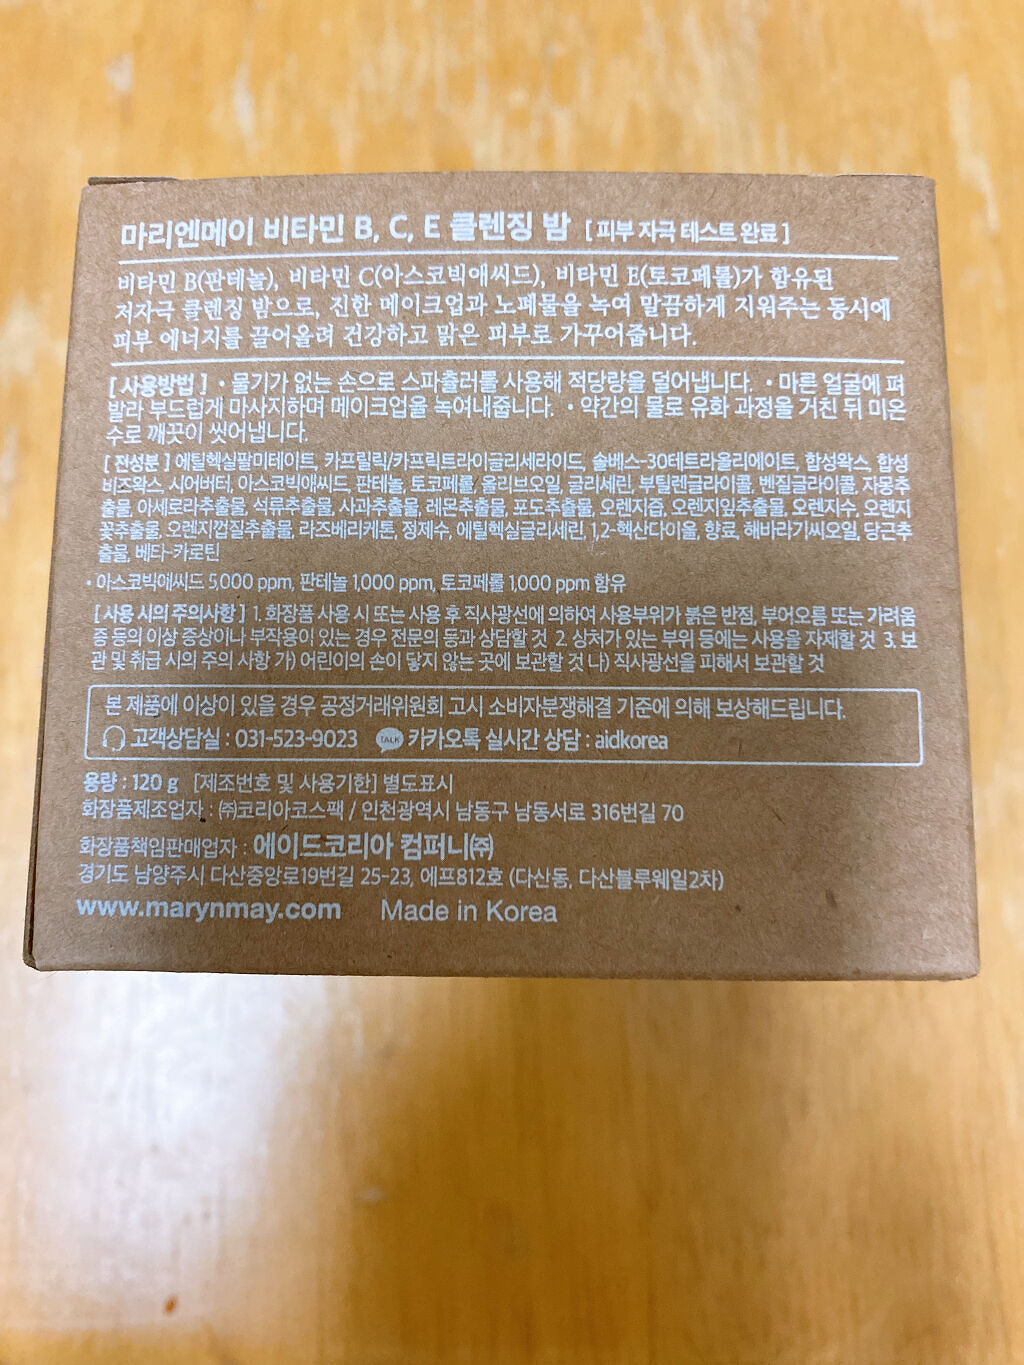 마리엔메이 비타민 B, C, E 클렌징 밤 [ 피부 자극 테스트 완료 ]
비타민 B(판테놀), 비타민 C(아스코빅애씨드), 비타민 E(토코페롤)가 함유된
저자극 클렌징 밤으로, 진한 메이크업과 노폐물을 녹여 말끔하게 지워주는 동시에
피부 에너지를 끌어올려 건강하고 맑은 피부로 가꾸어줍니다.
[ 사용방법 ] • 물기가 없는 손으로 스파츌러를 사용해 적당량을 덜어냅니다. • 마른 얼굴에 펴
발라 부드럽게 마사지하며 메이크업을 녹여내줍니다. • 약간의 물로 유화 과정을 거친 뒤 미온
수로 깨끗이 씻어냅니다.
[ 전성분 ] 에틸헥실팔미테이트, 카프릴릭/카프릭트라이글리세라이드, 솔베스-30테트라올리에이트, 합성왁스, 합성
비즈왁스, 시어버터, 아스코빅애씨드, 판테놀, 토코페롤/올리브오일, 글리세린, 부틸렌글라이콜, 벤질글라이콜, 자몽추
출물, 아세로라추출물, 석류추출물, 사과추출물, 레몬추출물, 포도추출물, 오렌지즙, 오렌지잎추출물, 오렌지수, 오렌지
꽃추출물, 오렌지껍질추출물, 라즈베리케톤, 정제수, 에틸헥실글리세린, 1,2-헥산다이올, 향료, 해바라기씨오일, 당근추
출물, 베타-카로틴
• 아스코빅애씨드 5,000 ppm, 판테놀 1,000 ppm, 토코페롤 1,000 ppm 함유
[ 사용 시의 주의사항 ] 1. 화장품 사용 시 또는 사용 후 직사광선에 의하여 사용부위가 붉은 반점, 부어오름 또는 가려움
증 등의 이상 증상이나 부작용이 있는 경우 전문의 등과 상담할 것 2. 상처가 있는 부위 등에는 사용을 자제할 것 3. 보
관 및 취급 시의 주의 사항 가) 어린이의 손이 닿지 않는 곳에 보관할 것 나) 직사광선을 피해서 보관할 것
본 제품에 이상이 있을 경우 공정거래위원회 고시 소비자분쟁해결 기준에 의해 보상해드립니다.
고객상담실 : 031-523-9023 TALK 카카오톡 실시간 상담 : aidkorea
용량 : 120 g [제조번호 및 사용기한] 별도표시
화장품제조업자 : ㈜코리아코스팩 / 인천광역시 남동구 남동서로 316번길 70
화장품책임판매업자 : 에이드코리아 컴퍼니㈜
경기도 남양주시 다산중앙로19번길 25-23, 에프812호 (다산동, 다산블루웨일2차)
www.marynmay.com Made in Korea